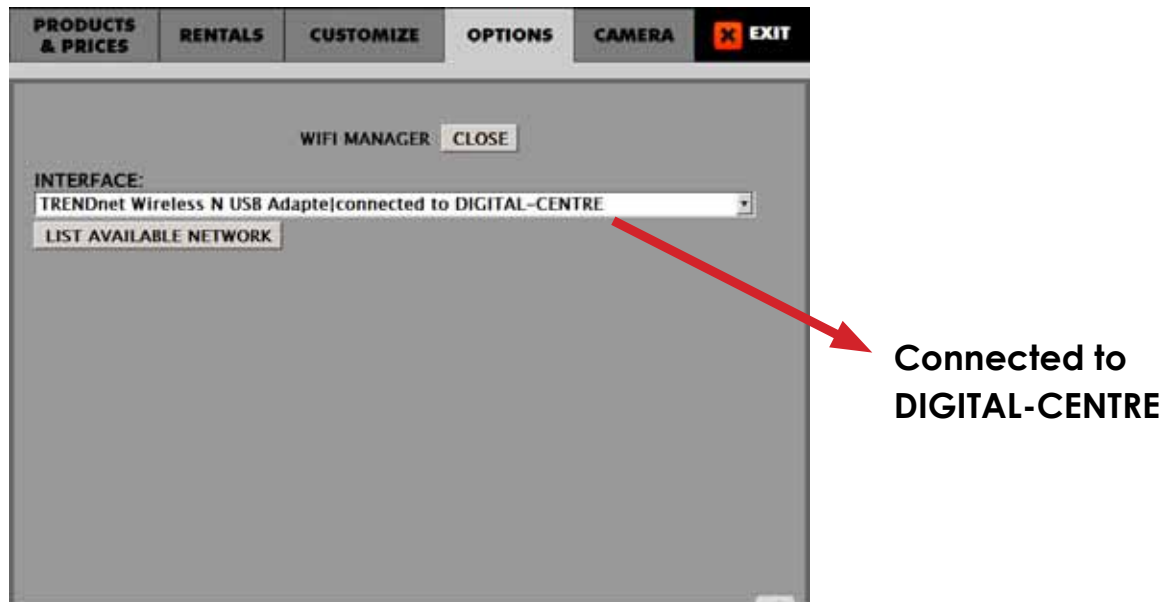 PRODUCTS
& PRICES
RENTALS
CUSTOMIZE
OPTIONS
CAMERA
X EXIT
WIFI MANAGER CLOSE
INTERFACE:
TRENDnet Wireless N USB Adapte|connected to DIGITAL-CENTRE
LIST AVAILABLE NETWORK
Connected to
DIGITAL-CENTRE